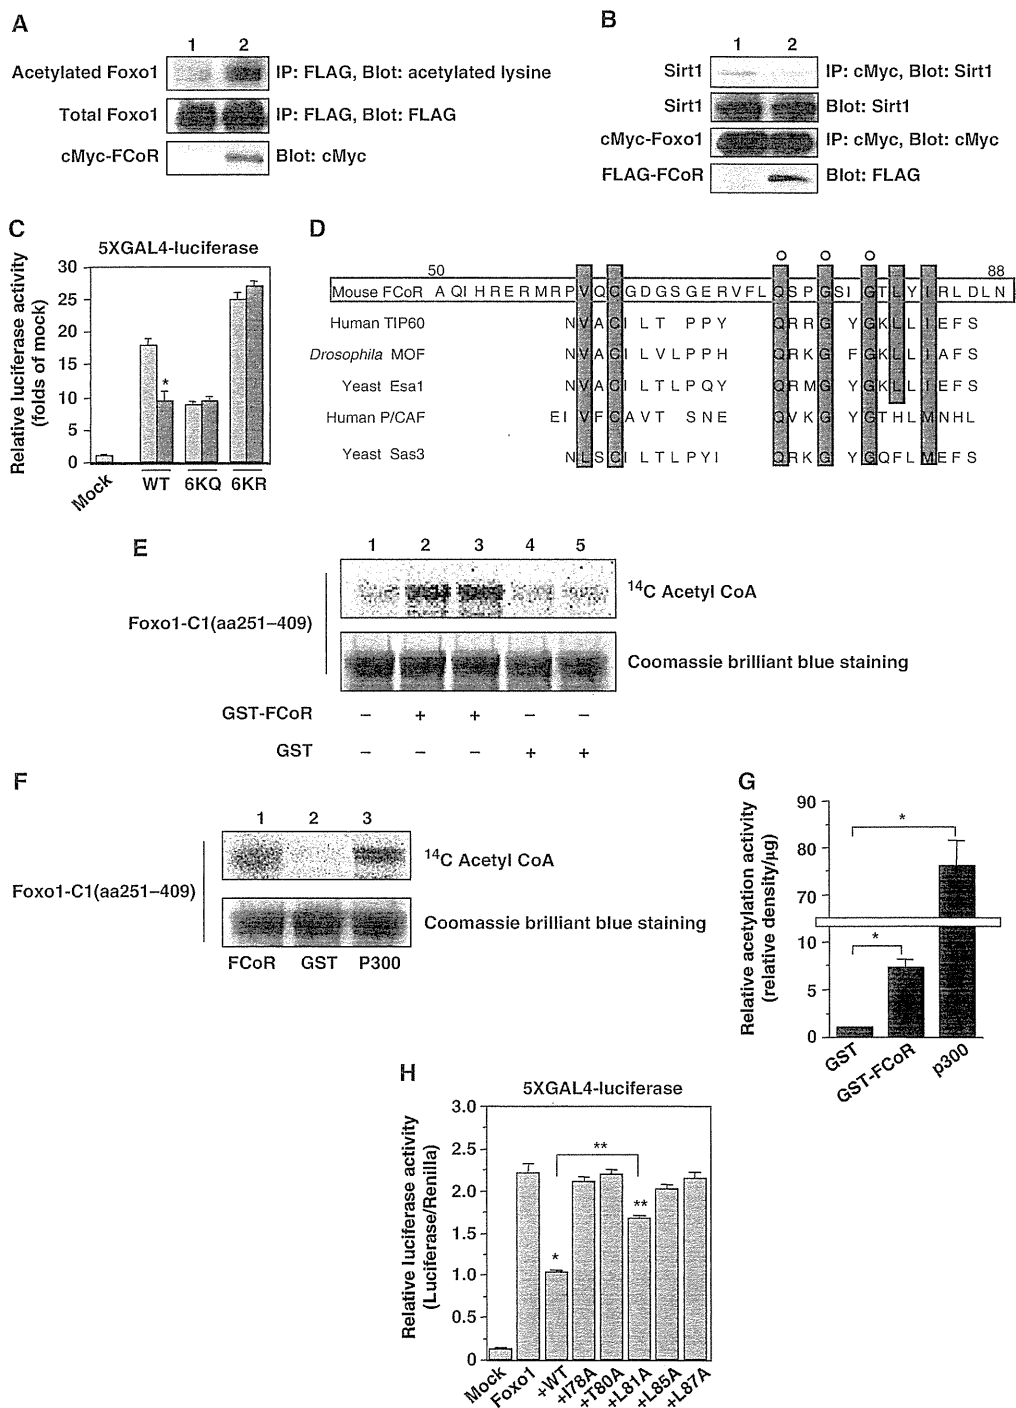 A
1 2
Acetylated Foxo1 IP: FLAG, Blot: acetylated lysine
Total Foxo1 IP: FLAG, Blot: FLAG
cMyc-FCoR Blot: cMyc
B
1 2
Sirt1 IP: cMyc, Blot: Sirt1
Sirt1 Blot: Sirt1
cMyc-Foxo1 IP: cMyc, Blot: cMyc
FLAG-FCoR Blot: FLAG
C
5XGAL4-luciferase
Relative luciferase activity
(folds of mock)
30
25
20
15
10
5
0
*
Mock WT 6KQ 6KR
D
50 88
Mouse FCoR A Q I H R E R M R P V Q C G D G S G E R V F L Q S P G S I G T L Y I R L D L N
Human TIP60 N V A C I L T P P Y Q R R G Y G K L L I E F S
Drosophila MOF N V A C I L V L P P H Q R K G F G K L L I A F S
Yeast Esa1 N V A C I L T L P Q Y Q R M G Y G K L L I E F S
Human P/CAF E I V F C A V T S N E Q V K G Y G T H L M N H L
Yeast Sas3 N L S C I L T L P Y I Q R K G Y G Q F L M E F S
E
1 2 3 4 5
Foxo1-C1(aa251–409)
14C Acetyl CoA
Coomassie brilliant blue staining
GST-FCoR – + + – –
GST – – – + +
F
1 2 3
Foxo1-C1(aa251–409)
14C Acetyl CoA
Coomassie brilliant blue staining
FCoR GST P300
G
Relative acetylation activity
(relative density/µg)
90
80
70
10
5
0
*
*
GST GST-FCoR p300
H
5XGAL4-luciferase
Relative luciferase activity
(Luciferase/Renilla)
3.0
2.5
2.0
1.5
1.0
0.5
0
**
**
*
Mock Foxo1 +WT +I78A +T80A +L81A +L85A +L87A